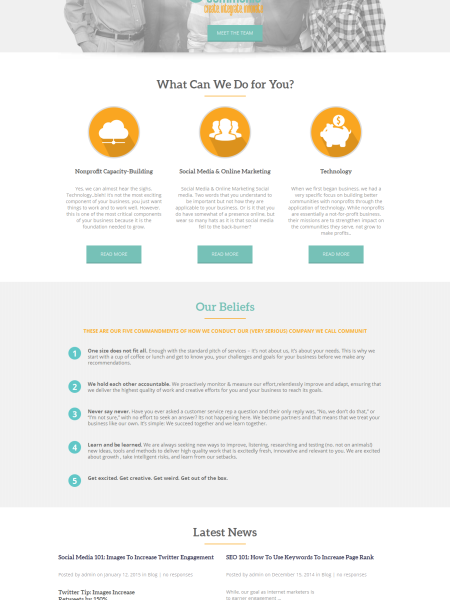 MEET THE TEAM
What Can We Do for You?
Nonprofit Capacity-Building
Social Media & Online Marketing
Technology
Yes, we can almost hear the sighs.
Technology...bleh! It's not the most exciting
component of your business, you just want
things to work and to work well. However,
this is one of the most critical components
of your business because it is the
foundation needed to grow.
Social Media & Online Marketing Social
media. Two words that you understand to
be important but not how they are
applicable to your business. Or is it that you
do have somewhat of a presence online, but
wear so many hats as it is that social media
fell to the back-burner?
When we first began business, we had a
very specific focus on building better
communities with nonprofits through the
application of technology. While nonprofits
are essentially a not-for-profit business,
their missions are to strengthen impact on
the communities they serve, not grow to
make profits..
READ MORE
READ MORE
READ MORE
Our Beliefs
THESE ARE OUR FIVE COMMANDMENTS OF HOW WE CONDUCT OUR (VERY SERIOUS) COMPANY WE CALL COMMUNIT
1 One size does not fit all. Enough with the standard pitch of services – it's not about us, it's about your needs. This is why we
start with a cup of coffee or lunch and get to know you, your challenges and goals for your business before we make any
recommendations.
2 We hold each other accountable. We proactively monitor & measure our effort,relentlessly improve and adapt, ensuring that
we deliver the highest quality of work and creative efforts for you and your business to reach its goals.
3 Never say never. Have you ever asked a customer service rep a question and their only reply was, "No, we don't do that," or
"I'm not sure," with no effort to seek an answer? Its not happening here. We become partners and that means that we treat your
business like our own. It's simple: We succeed together and we learn together.
4 Learn and be learned. We are always seeking new ways to improve, listening, researching and testing (no, not on animals!)
new ideas, tools and methods to deliver high quality work that is excitedly fresh, innovative and relevant to you. We are excited
about growth , take intelligent risks, and learn from our setbacks.
5 Get excited. Get creative. Get weird. Get out of the box.
Latest News
Social Media 101: Images To Increase Twitter Engagement
SEO 101: How To Use Keywords To Increase Page Rank
Posted by admin on January 12, 2015 in Blog | no responses
Posted by admin on December 15, 2014 in Blog | no responses
Twitter Tip: Images Increase
Retweets by 150%
While, our goal as internet marketers is
to earner engagement –